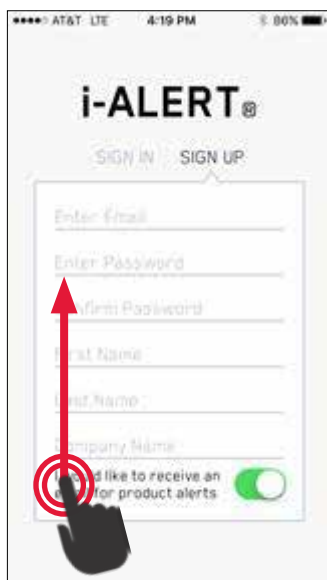 AT&T LTE 4:19 PM 80%
i-ALERT®
SIGN IN SIGN UP
Enter Email
Enter Password
Confirm Password
First Name
Last Name
Company Name
I would like to receive an
email for product alerts